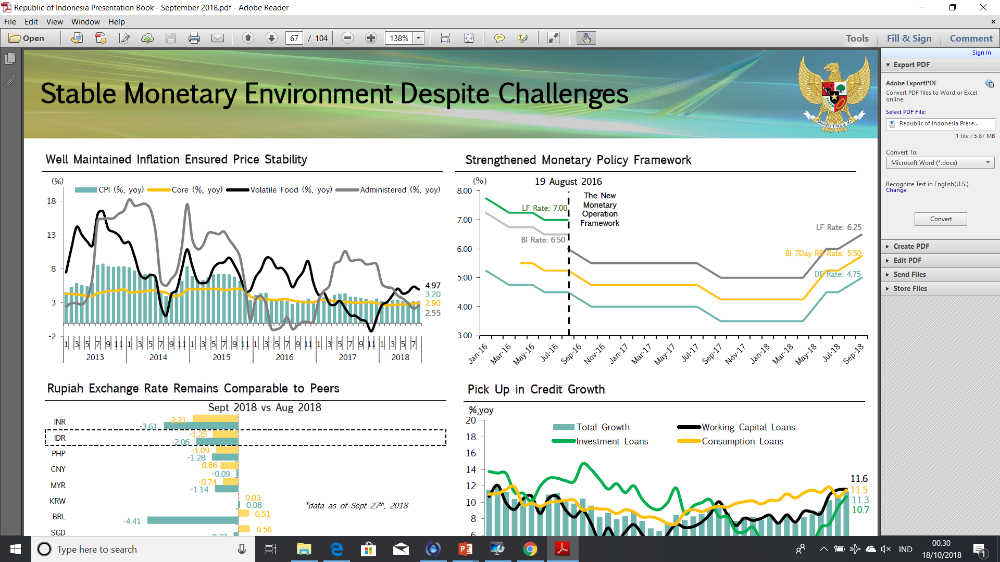 Republic of Indonesia Presentation Book - September 2018.pdf - Adobe Reader
File Edit View Window Help
Open
67 / 104
138%
Tools
Fill & Sign
Comment
Sign In
Export PDF
Adobe ExportPDF
Convert PDF files to Word or Excel
online.
Select PDF File:
Republic of Indonesia Prese...
1 file / 5.87 MB
Convert To:
Microsoft Word (*.docx)
Recognize Text in English(U.S.)
Change
Convert
Create PDF
Edit PDF
Send Files
Store Files
Stable Monetary Environment Despite Challenges
BHINNEKA TUNGGAL IKA
Well Maintained Inflation Ensured Price Stability
(%)
CPI (%, yoy) Core (%, yoy) Volatile Food (%, yoy) Administered (%, yoy)
18
13
8
3
-2
4.97
3.20
2.90
2.55
1 3 5 7 9 11 1 3 5 7 9 11 1 3 5 7 9 11 1 3 5 7 9 11 1 3 5 7 9 11 1 3 5 7
2013 2014 2015 2016 2017 2018
Strengthened Monetary Policy Framework
(%)
19 August 2016
The New
Monetary
Operation
Framework
8.00
7.00
6.00
5.00
4.00
3.00
LF Rate: 7.00
BI Rate: 6.50
LF Rate: 6.25
BI 7Day RR Rate: 5.50
DF Rate: 4.75
Jan-16 Mar-16 May-16 Jul-16 Sep-16 Nov-16 Jan-17 Mar-17 May-17 Jul-17 Sep-17 Nov-17 Jan-18 Mar-18 May-18 Jul-18 Sep-18
Rupiah Exchange Rate Remains Comparable to Peers
Sept 2018 vs Aug 2018
INR -2.21
-3.61
IDR -1.25
-2.06
PHP -1.09
-1.28
CNY -0.86
-0.09
MYR -0.74
-1.14
KRW 0.03
0.08
BRL 0.51
-4.41
SGD 0.56
*data as of Sept 27th, 2018
Pick Up in Credit Growth
%,yoy
Total Growth Working Capital Loans
Investment Loans Consumption Loans
20
18
16
14
12
10
8
6
11.6
11.5
11.3
10.7
Type here to search
IND
00.30
18/10/2018
1